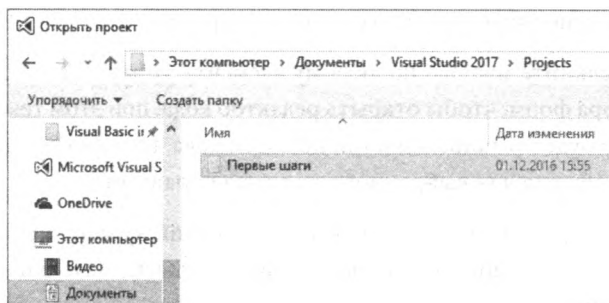 Открыть проект
Этот компьютер > Документы > Visual Studio 2017 > Projects
Упорядочить Создать папку
Visual Basic
Имя Дата изменения
Microsoft Visual S
Первые шаги 01.12.2016 15:55
OneDrive
Этот компьютер
Видео
Документы